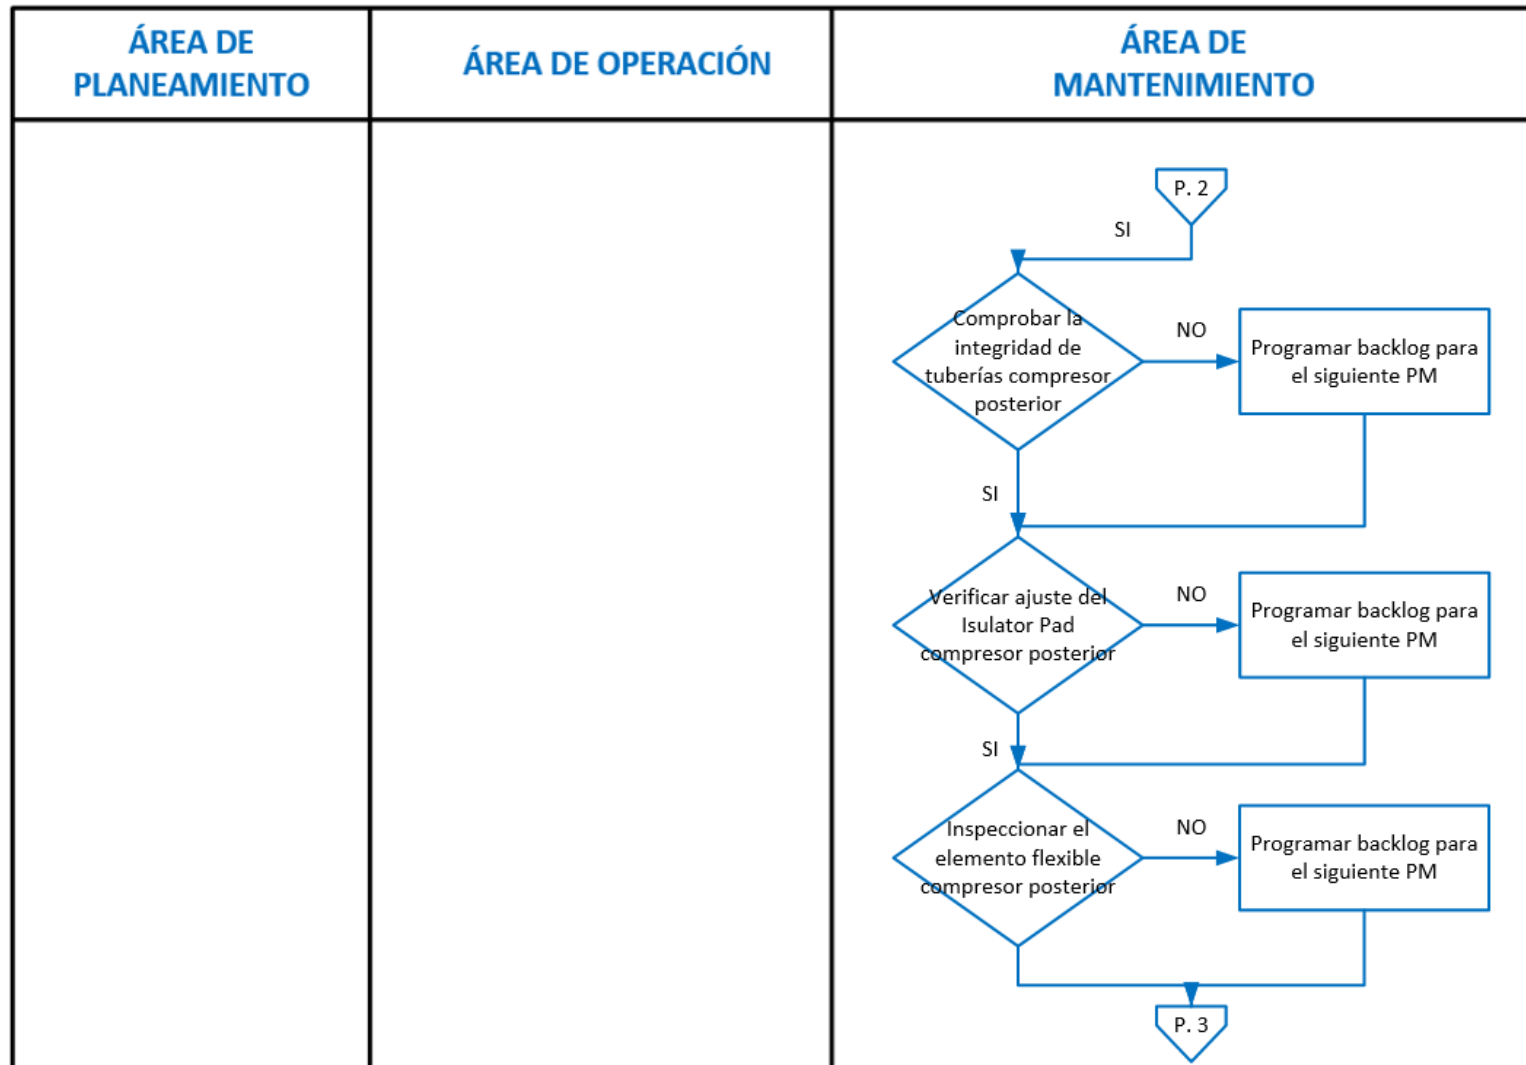 ÁREA DE
PLANEAMIENTO
ÁREA DE OPERACIÓN
ÁREA DE
MANTENIMIENTO
P. 2
SI
Comprobar la
integridad de
tuberías compresor
posterior
NO
Programar backlog para
el siguiente PM
SI
Verificar ajuste del
Isulator Pad
compresor posterior
NO
Programar backlog para
el siguiente PM
SI
Inspeccionar el
elemento flexible
compresor posterior
NO
Programar backlog para
el siguiente PM
P. 3